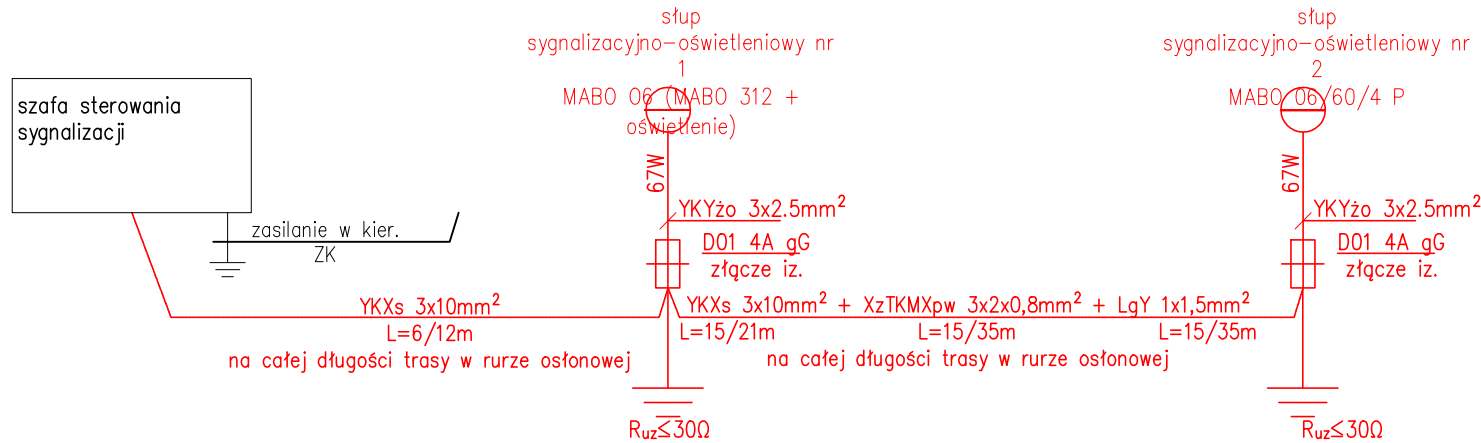 słup
sygnalizacyjno-oświetleniowy nr
1
MABO 06 (MABO 312 +
oświetlenie)
słup
sygnalizacyjno-oświetleniowy nr
2
MABO 06/60/4 P
szafa sterowania
sygnalizacji
67W
67W
YKYżo 3x2.5mm²
YKYżo 3x2.5mm²
zasilanie w kier.
ZK
D01 4A gG
złącze iz.
D01 4A gG
złącze iz.
YKXs 3x10mm²
L=6/12m
na całej długości trasy w rurze osłonowej
YKXs 3x10mm² + XzTKMXpw 3x2x0,8mm² + LgY 1x1,5mm²
L=15/21m L=15/35m L=15/35m
na całej długości trasy w rurze osłonowej
Ruz≤30Ω
Ruz≤30Ω